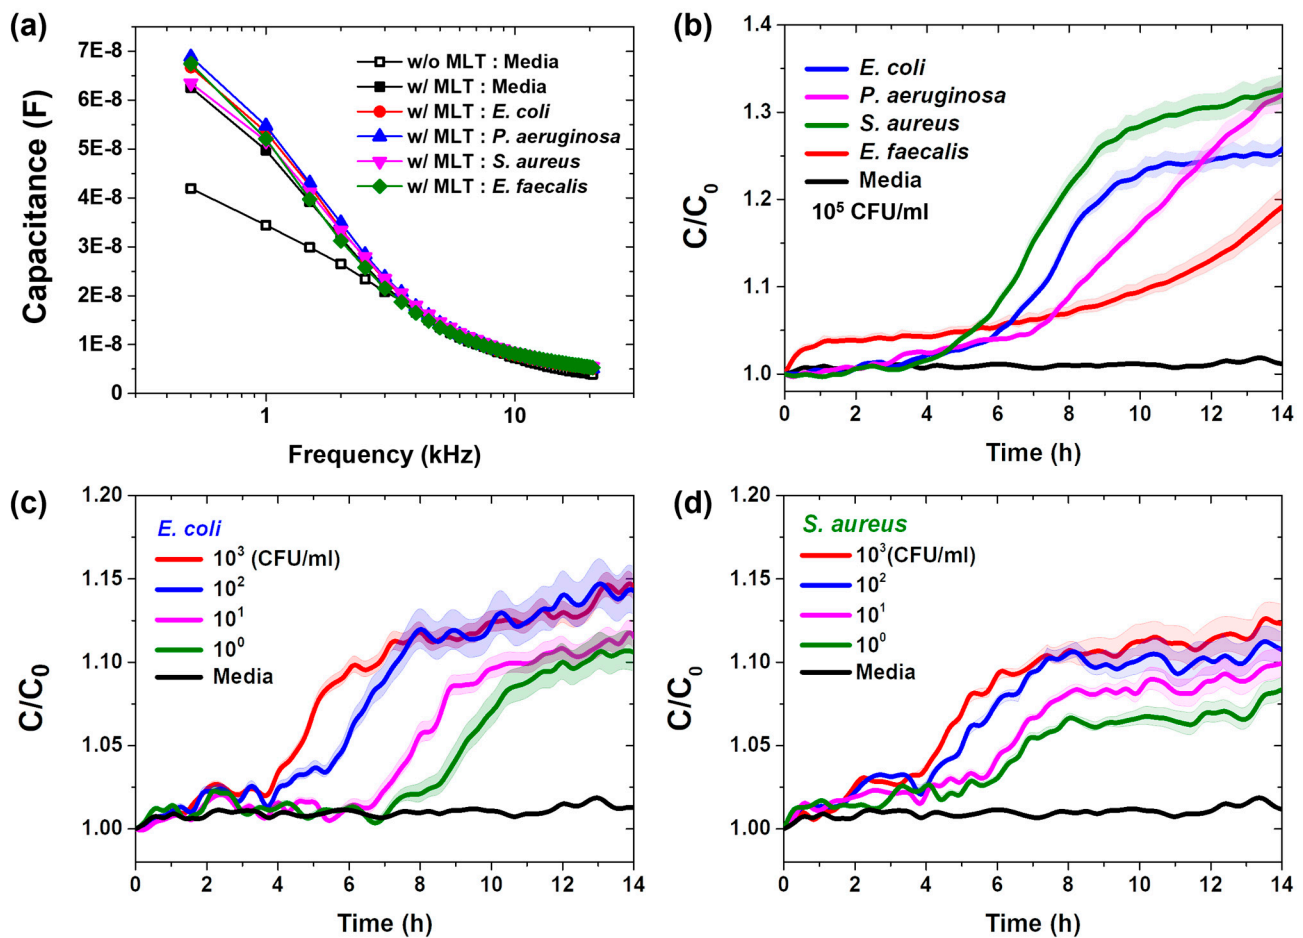 (a)
Capacitance (F)
7E-8
6E-8
5E-8
4E-8
3E-8
2E-8
1E-8
0
w/o MLT : Media
w/ MLT : Media
w/ MLT : E. coli
w/ MLT : P. aeruginosa
w/ MLT : S. aureus
w/ MLT : E. faecalis
1 10
Frequency (kHz)
(b)
C/C₀
1.4
1.3
1.2
1.1
1.0
E. coli
P. aeruginosa
S. aureus
E. faecalis
Media
10⁵ CFU/ml
0 2 4 6 8 10 12 14
Time (h)
(c)
C/C₀
1.20
1.15
1.10
1.05
1.00
E. coli
10³ (CFU/ml)
10²
10¹
10⁰
Media
0 2 4 6 8 10 12 14
Time (h)
(d)
C/C₀
1.20
1.15
1.10
1.05
1.00
S. aureus
10³(CFU/ml)
10²
10¹
10⁰
Media
0 2 4 6 8 10 12 14
Time (h)